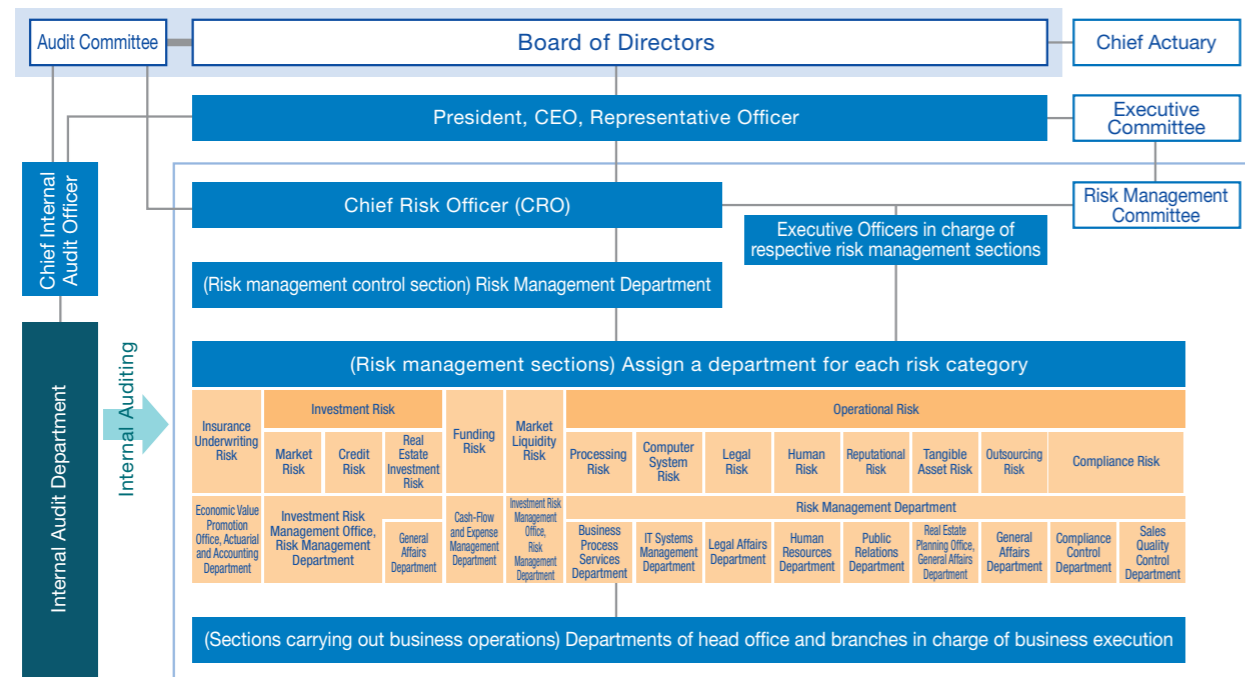 Audit Committee
Board of Directors
Chief Actuary
President, CEO, Representative Officer
Executive
Committee
Chief Internal
Audit Officer
Chief Risk Officer (CRO)
Risk Management
Committee
Executive Officers in charge of
respective risk management sections
(Risk management control section) Risk Management Department
Internal Audit Department
Internal Auditing
(Risk management sections) Assign a department for each risk category
Insurance
Underwriting
Risk
Investment Risk
Market
Risk
Credit
Risk
Real
Estate
Investment
Risk
Funding
Risk
Market
Liquidity
Risk
Operational Risk
Processing
Risk
Computer
System
Risk
Legal
Risk
Human
Risk
Reputational
Risk
Tangible
Asset Risk
Outsourcing
Risk
Compliance Risk
Economic Value
Promotion
Office, Actuarial
and Accounting
Department
Investment Risk
Management Office,
Risk Management
Department
General
Affairs
Department
Cash-Flow
and Expense
Management
Department
Investment Risk
Management
Office,
Risk
Management
Department
Risk Management Department
Business
Process
Services
Department
IT Systems
Management
Department
Legal Affairs
Department
Human
Resources
Department
Public
Relations
Department
Real Estate
Planning Office,
General Affairs
Department
General
Affairs
Department
Compliance
Control
Department
Sales
Quality
Control
Department
(Sections carrying out business operations) Departments of head office and branches in charge of business execution